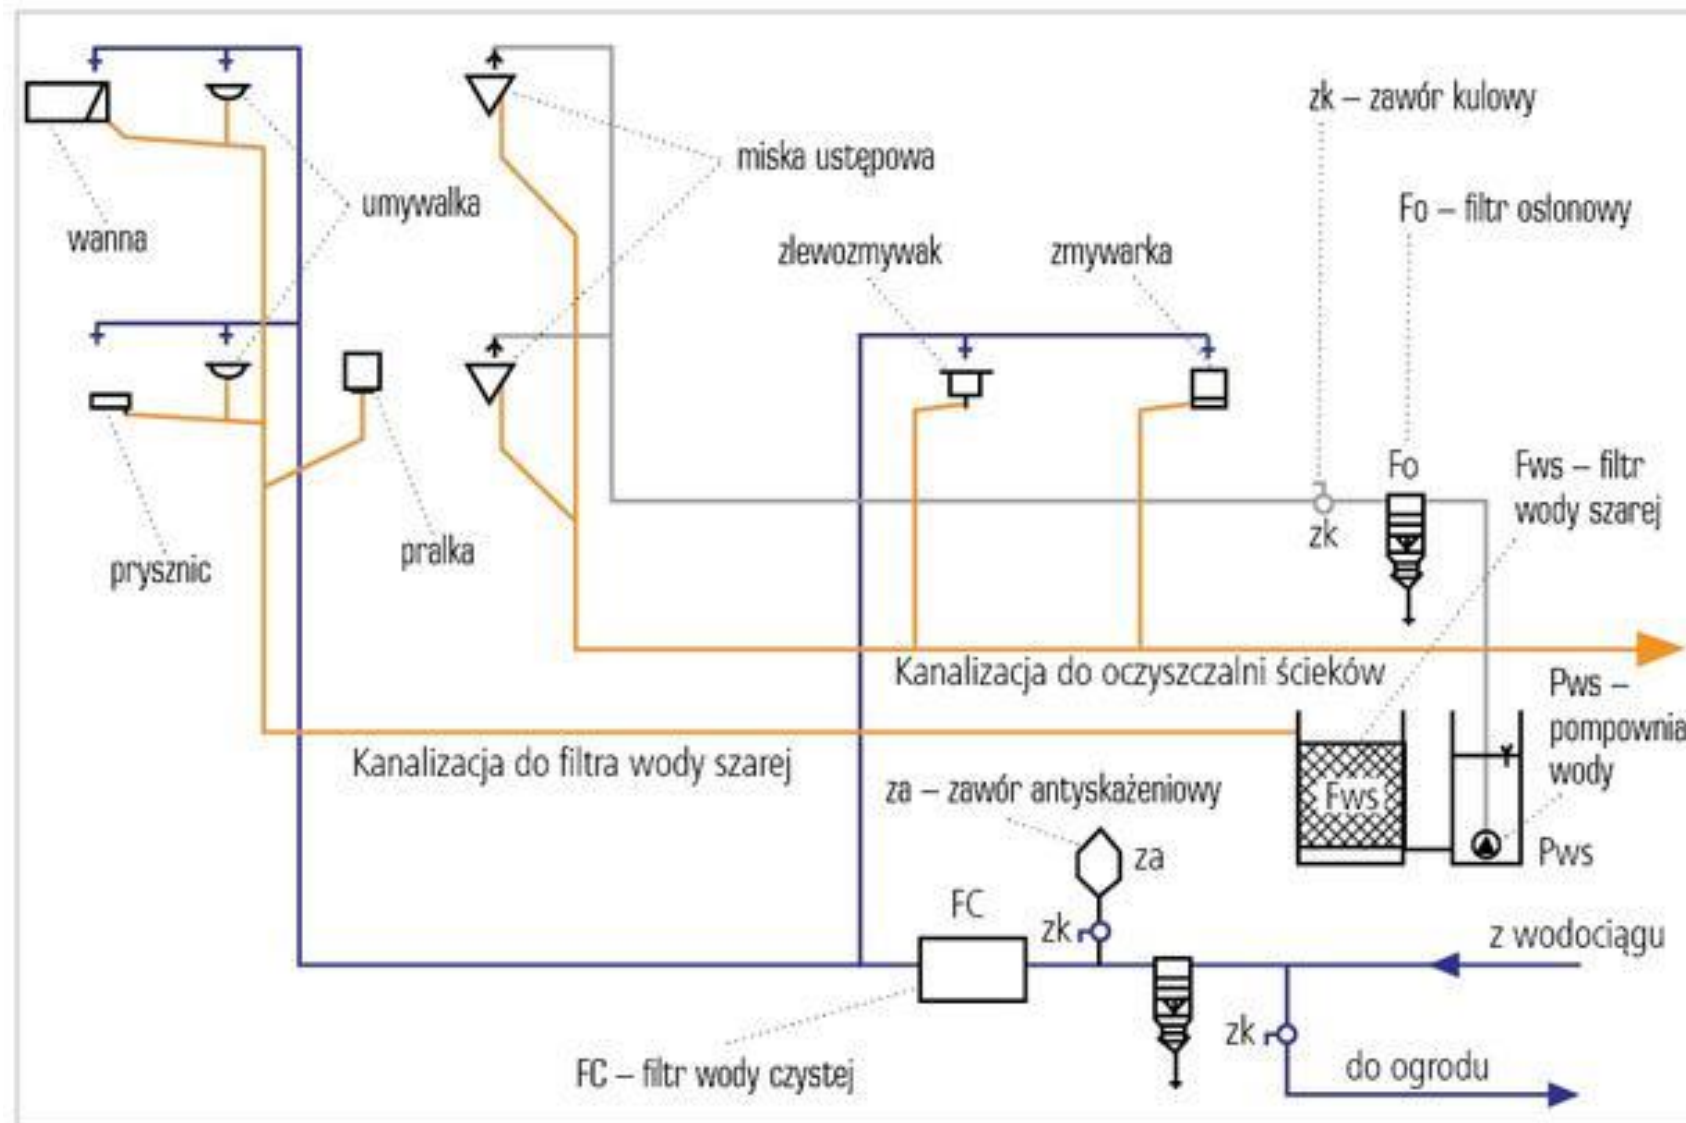 zk – zawór kulowy
miska ustępowa
umywalka
Fo – filtr osłonowy
wanna
zlewozmywak
zmywarka
Fo
Fws – filtr
wody szarej
zk
pralka
prysznic
Kanalizacja do oczyszczalni ścieków
Pws –
pompownia
wody
Kanalizacja do filtra wody szarej
za – zawór antyskażeniowy
Fws
Pws
za
FC
zk
z wodociągu
zk
do ogrodu
FC – filtr wody czystej